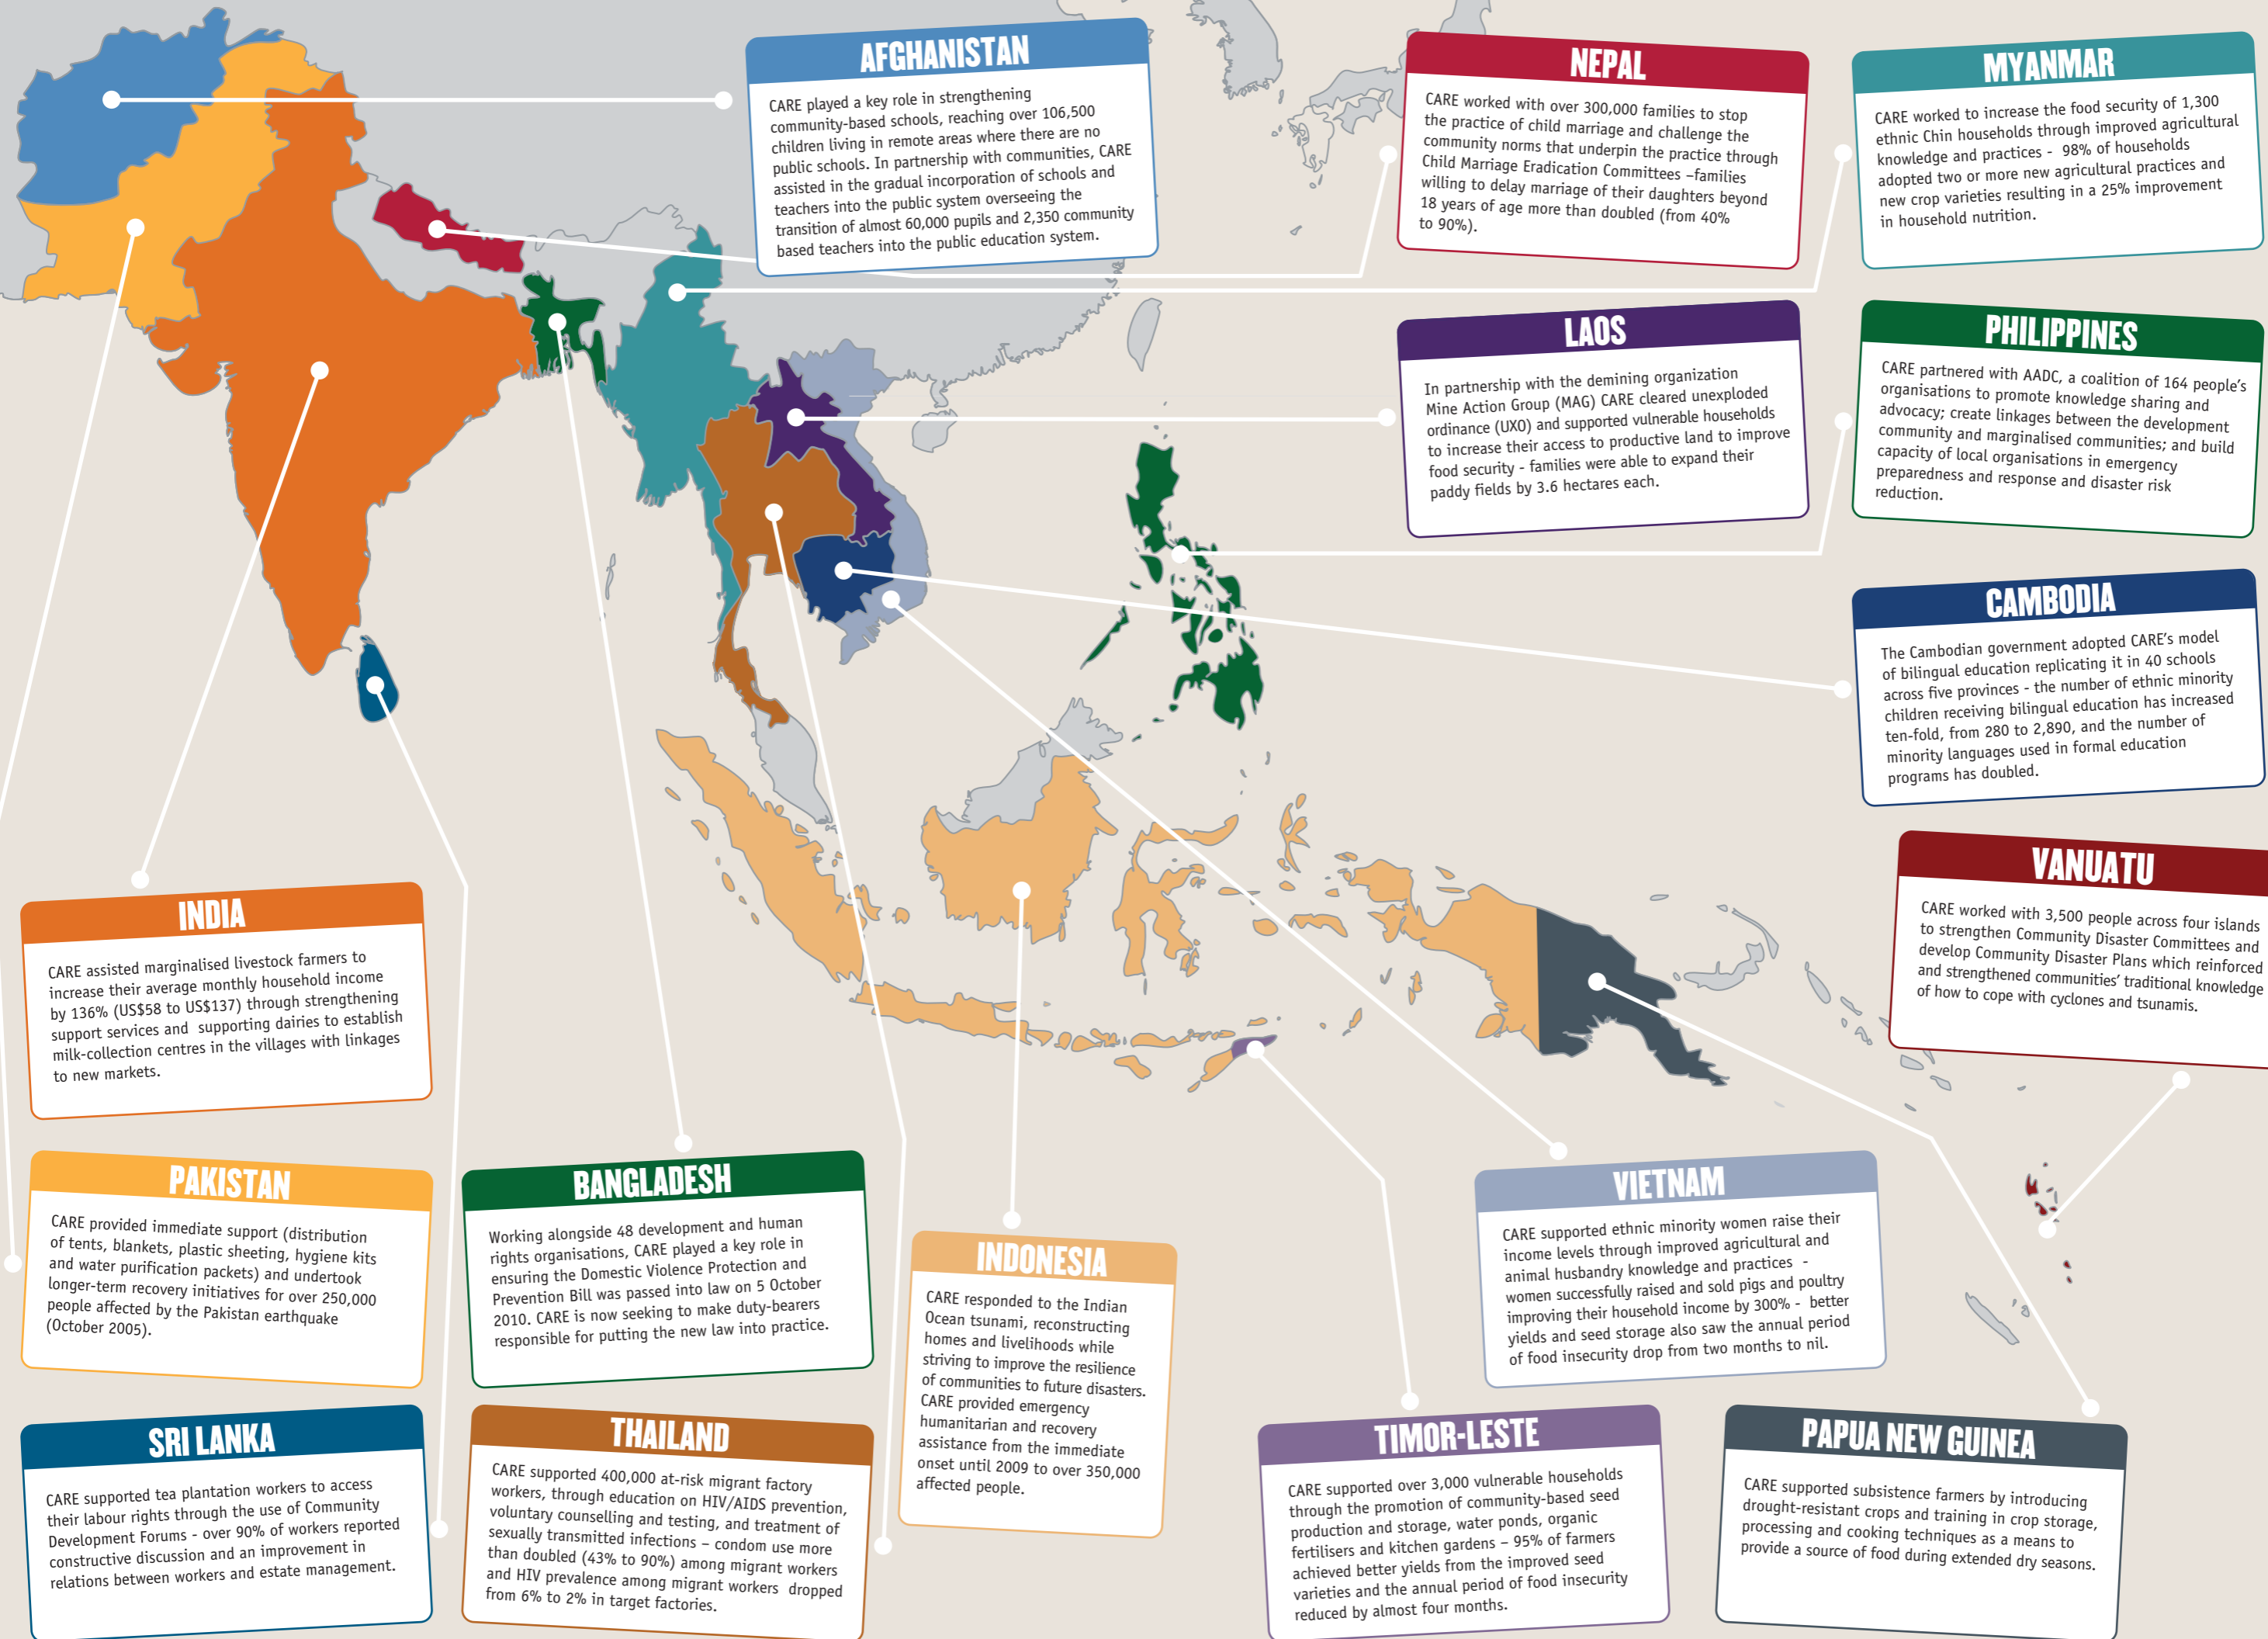 AFGHANISTAN
CARE played a key role in strengthening
community-based schools, reaching over 106,500
children living in remote areas where there are no
public schools. In partnership with communities, CARE
assisted in the gradual incorporation of schools and
teachers into the public system overseeing the
transition of almost 60,000 pupils and 2,350 community
based teachers into the public education system.
NEPAL
CARE worked with over 300,000 families to stop
the practice of child marriage and challenge the
community norms that underpin the practice through
Child Marriage Eradication Committees –families
willing to delay marriage of their daughters beyond
18 years of age more than doubled (from 40%
to 90%).
MYANMAR
CARE worked to increase the food security of 1,300
ethnic Chin households through improved agricultural
knowledge and practices - 98% of households
adopted two or more new agricultural practices and
new crop varieties resulting in a 25% improvement
in household nutrition.
LAOS
In partnership with the demining organization
Mine Action Group (MAG) CARE cleared unexploded
ordinance (UXO) and supported vulnerable households
to increase their access to productive land to improve
food security - families were able to expand their
paddy fields by 3.6 hectares each.
PHILIPPINES
CARE partnered with AADC, a coalition of 164 people's
organisations to promote knowledge sharing and
advocacy; create linkages between the development
community and marginalised communities; and build
capacity of local organisations in emergency
preparedness and response and disaster risk
reduction.
CAMBODIA
The Cambodian government adopted CARE's model
of bilingual education replicating it in 40 schools
across five provinces - the number of ethnic minority
children receiving bilingual education has increased
ten-fold, from 280 to 2,890, and the number of
minority languages used in formal education
programs has doubled.
VANUATU
CARE worked with 3,500 people across four islands
to strengthen Community Disaster Committees and
develop Community Disaster Plans which reinforced
and strengthened communities' traditional knowledge
of how to cope with cyclones and tsunamis.
INDIA
CARE assisted marginalised livestock farmers to
increase their average monthly household income
by 136% (US$58 to US$137) through strengthening
support services and supporting dairies to establish
milk-collection centres in the villages with linkages
to new markets.
PAKISTAN
CARE provided immediate support (distribution
of tents, blankets, plastic sheeting, hygiene kits
and water purification packets) and undertook
longer-term recovery initiatives for over 250,000
people affected by the Pakistan earthquake
(October 2005).
BANGLADESH
Working alongside 48 development and human
rights organisations, CARE played a key role in
ensuring the Domestic Violence Protection and
Prevention Bill was passed into law on 5 October
2010. CARE is now seeking to make duty-bearers
responsible for putting the new law into practice.
INDONESIA
CARE responded to the Indian
Ocean tsunami, reconstructing
homes and livelihoods while
striving to improve the resilience
of communities to future disasters.
CARE provided emergency
humanitarian and recovery
assistance from the immediate
onset until 2009 to over 350,000
affected people.
VIETNAM
CARE supported ethnic minority women raise their
income levels through improved agricultural and
animal husbandry knowledge and practices -
women successfully raised and sold pigs and poultry
improving their household income by 300% - better
yields and seed storage also saw the annual period
of food insecurity drop from two months to nil.
SRI LANKA
CARE supported tea plantation workers to access
their labour rights through the use of Community
Development Forums - over 90% of workers reported
constructive discussion and an improvement in
relations between workers and estate management.
THAILAND
CARE supported 400,000 at-risk migrant factory
workers, through education on HIV/AIDS prevention,
voluntary counselling and testing, and treatment of
sexually transmitted infections – condom use more
than doubled (43% to 90%) among migrant workers
and HIV prevalence among migrant workers dropped
from 6% to 2% in target factories.
TIMOR-LESTE
CARE supported over 3,000 vulnerable households
through the promotion of community-based seed
production and storage, water ponds, organic
fertilisers and kitchen gardens – 95% of farmers
achieved better yields from the improved seed
varieties and the annual period of food insecurity
reduced by almost four months.
PAPUA NEW GUINEA
CARE supported subsistence farmers by introducing
drought-resistant crops and training in crop storage,
processing and cooking techniques as a means to
provide a source of food during extended dry seasons.